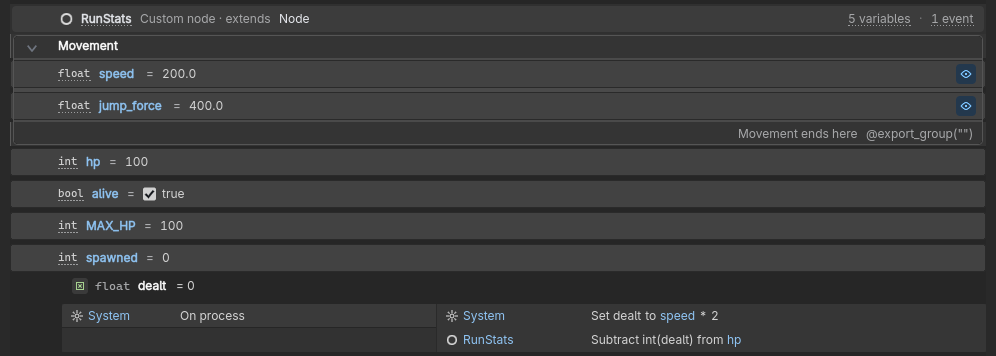 RunStats Custom node · extends Node 5 variables · 1 event
Movement
float speed = 200.0
float jump_force = 400.0
Movement ends here @export_group("")
int hp = 100
bool alive = true
int MAX_HP = 100
int spawned = 0
float dealt = 0
System On process System Set dealt to speed * 2
RunStats Subtract int(dealt) from hp